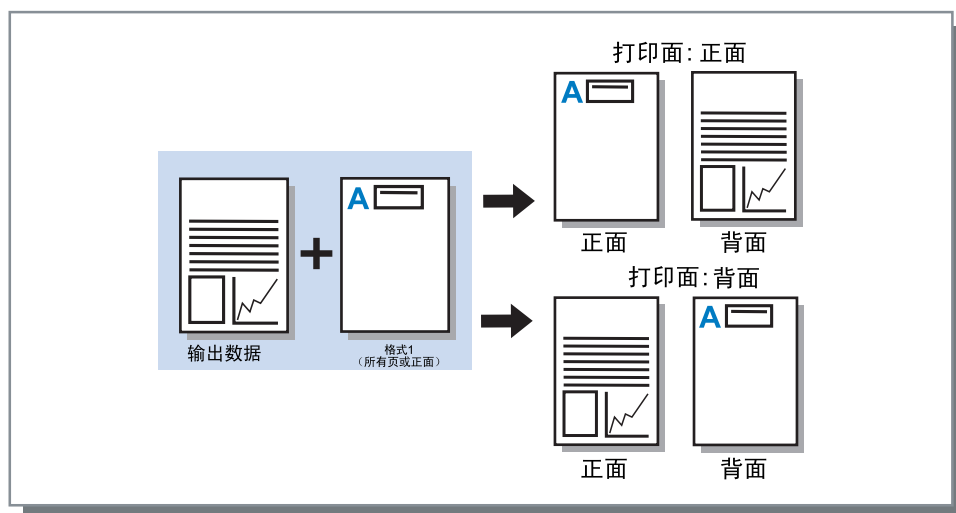 打印面: 正面
A
正面
背面
A
输出数据
格式1
（所有页或正面）
打印面: 背面
A
正面
背面